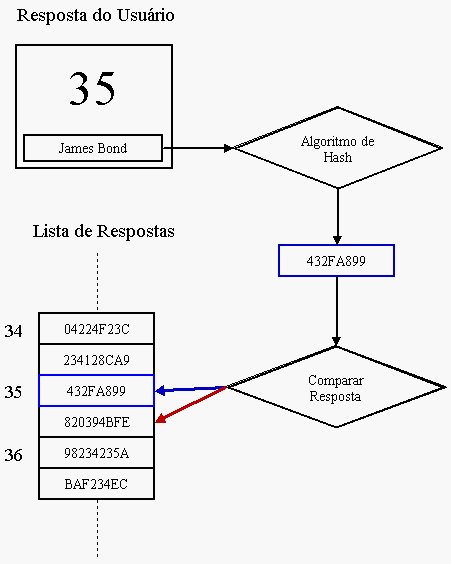 Resposta do Usuário
35
James Bond
Algoritmo de
Hash
432FA899
Lista de Respostas
34
04224F23C
234128CA9
35
432FA899
820394BFE
36
98234235A
BAF234EC
Comparar
Resposta